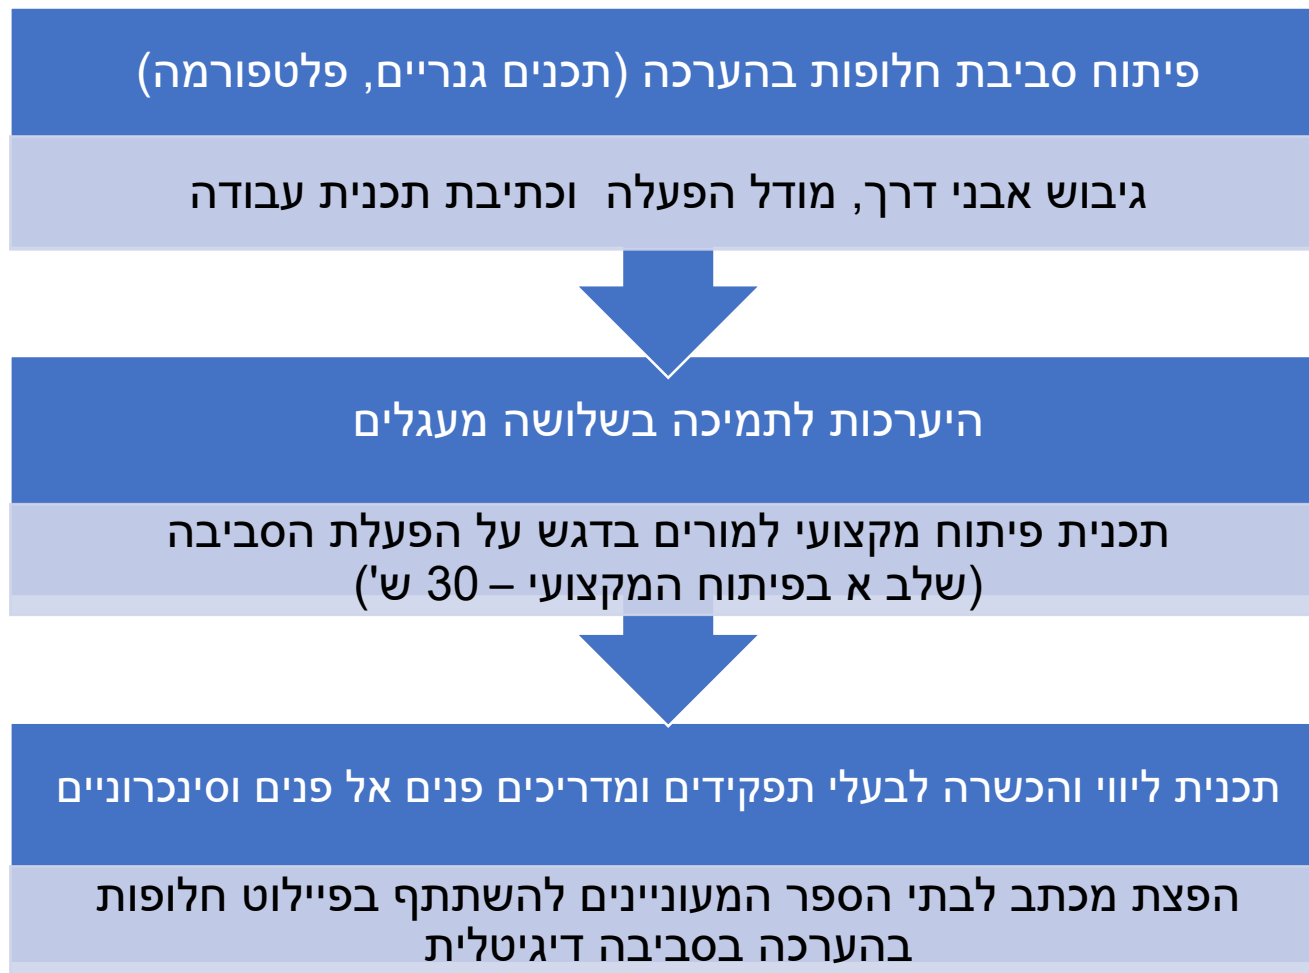 פיתוח סביבת חלופות בהערכה (תכנים גנריים, פלטפורמה)
גיבוש אבני דרך, מודל הפעלה  וכתיבת תכנית עבודה
היערכות לתמיכה בשלושה מעגלים
תכנית פיתוח מקצועי למורים בדגש על הפעלת הסביבה
(שלב א בפיתוח המקצועי – 30 ש')
תכנית ליווי והכשרה לבעלי תפקידים ומדריכים פנים אל פנים וסינכרוניים
הפצת מכתב לבתי הספר המעוניינים להשתתף בפיילוט חלופות
בהערכה בסביבה דיגיטלית